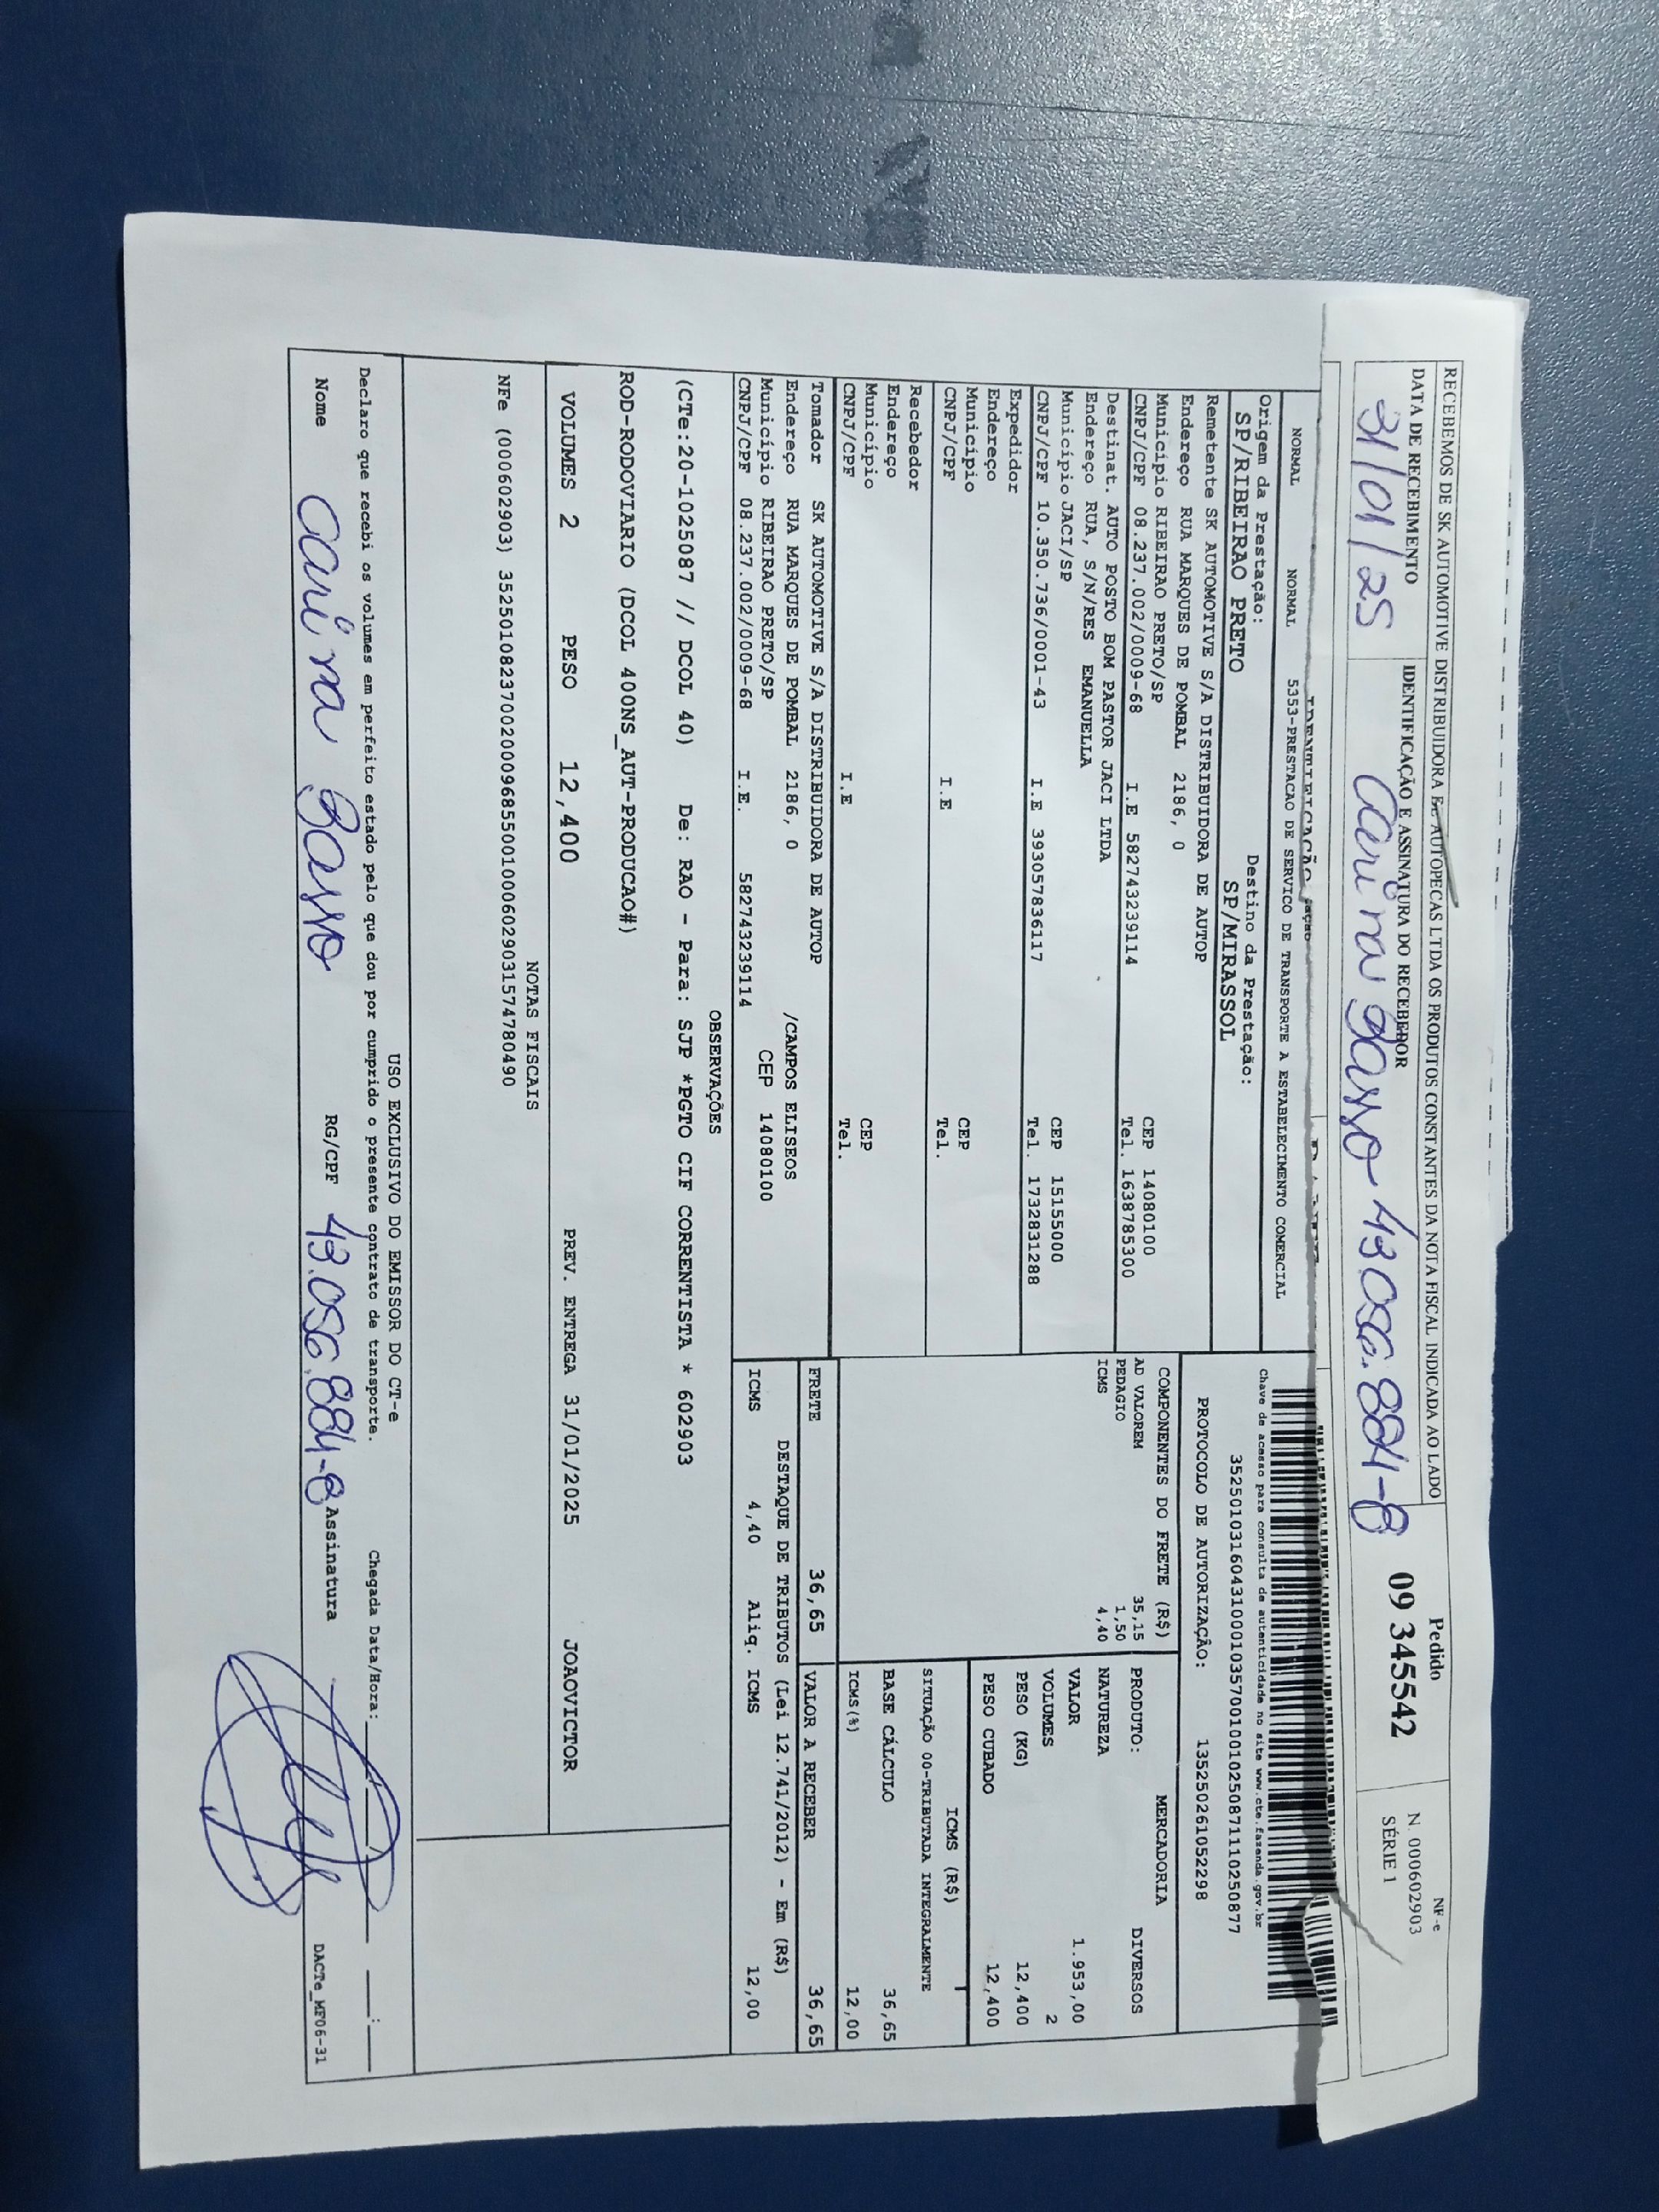 RECEBEMOS DE SK AUTOMOTIVE DISTRIBUIDORA E AUTOPECAS LTDA OS PRODUTOS CONSTANTES DA NOTA FISCAL INDICADA AO LADO
DATA DE RECEBIMENTO
31/01/25
IDENTIFICAÇÃO E ASSINATURA DO RECEBEDOR
Carina Basso 43.056.884-8
Pedido
09 345542
NF-e
N. 000602903
SÉRIE 1
NORMAL NORMAL 5353-PRESTACAO DE SERVICO DE TRANSPORTE A ESTABELECIMENTO COMERCIAL
Origem da Prestação:
SP/RIBEIRAO PRETO
Destino da Prestação:
SP/MIRASSOL
Chave de acesso para consulta de autenticidade no site www.cte.fazenda.gov.br
35250103160431000103570010010250871110250877
PROTOCOLO DE AUTORIZAÇÃO: 135250261052298
Remetente SK AUTOMOTIVE S/A DISTRIBUIDORA DE AUTOP
Endereço RUA MARQUES DE POMBAL 2186, 0
Município RIBEIRAO PRETO/SP CEP 14080100
CNPJ/CPF 08.237.002/0009-68 I.E 582743239114 Tel. 1638785300
Destinat. AUTO POSTO BOM PASTOR JACI LTDA
Endereço RUA, S/N/RES EMANUELLA
Município JACI/SP CEP 15155000
CNPJ/CPF 10.350.736/0001-43 I.E 393057836117 Tel. 1732831288
Expedidor
Endereço
Município CEP
CNPJ/CPF I.E Tel.
Recebedor
Endereço
Município CEP
CNPJ/CPF I.E Tel.
Tomador SK AUTOMOTIVE S/A DISTRIBUIDORA DE AUTOP
Endereço RUA MARQUES DE POMBAL 2186, 0 /CAMPOS ELISEOS
Município RIBEIRAO PRETO/SP CEP 14080100
CNPJ/CPF 08.237.002/0009-68 I.E. 582743239114
COMPONENTES DO FRETE (R$)
AD VALOREM 35,15
PEDAGIO 1,50
ICMS 4,40
MERCADORIA
PRODUTO: DIVERSOS
NATUREZA
VALOR 1.953,00
VOLUMES 2
PESO (KG) 12,400
PESO CUBADO 12,400
ICMS (R$)
SITUAÇÃO 00-TRIBUTADA INTEGRALMENTE
BASE CÁLCULO 36,65
ICMS(%) 12,00
FRETE 36,65
VALOR A RECEBER 36,65
DESTAQUE DE TRIBUTOS (Lei 12.741/2012) - Em (R$)
ICMS 4,40 Aliq. ICMS 12,00
OBSERVAÇÕES
(CTe:20-1025087 // DCOL 40) De: RAO - Para: SJP *PGTO CIF CORRENTISTA * 602903
ROD-RODOVIARIO (DCOL 400NS_AUT-PRODUCAO#)
VOLUMES 2 PESO 12,400 PREV. ENTREGA 31/01/2025 JOAOVICTOR
NOTAS FISCAIS
NFe (000602903) 35250108237002000968550010006029031574780490
USO EXCLUSIVO DO EMISSOR DO CT-e
Declaro que recebi os volumes em perfeito estado pelo que dou por cumprido o presente contrato de transporte. Chegada Data/Hora:
Nome Carina Basso RG/CPF 43.056.884-8 Assinatura
DACTe_MF06-31